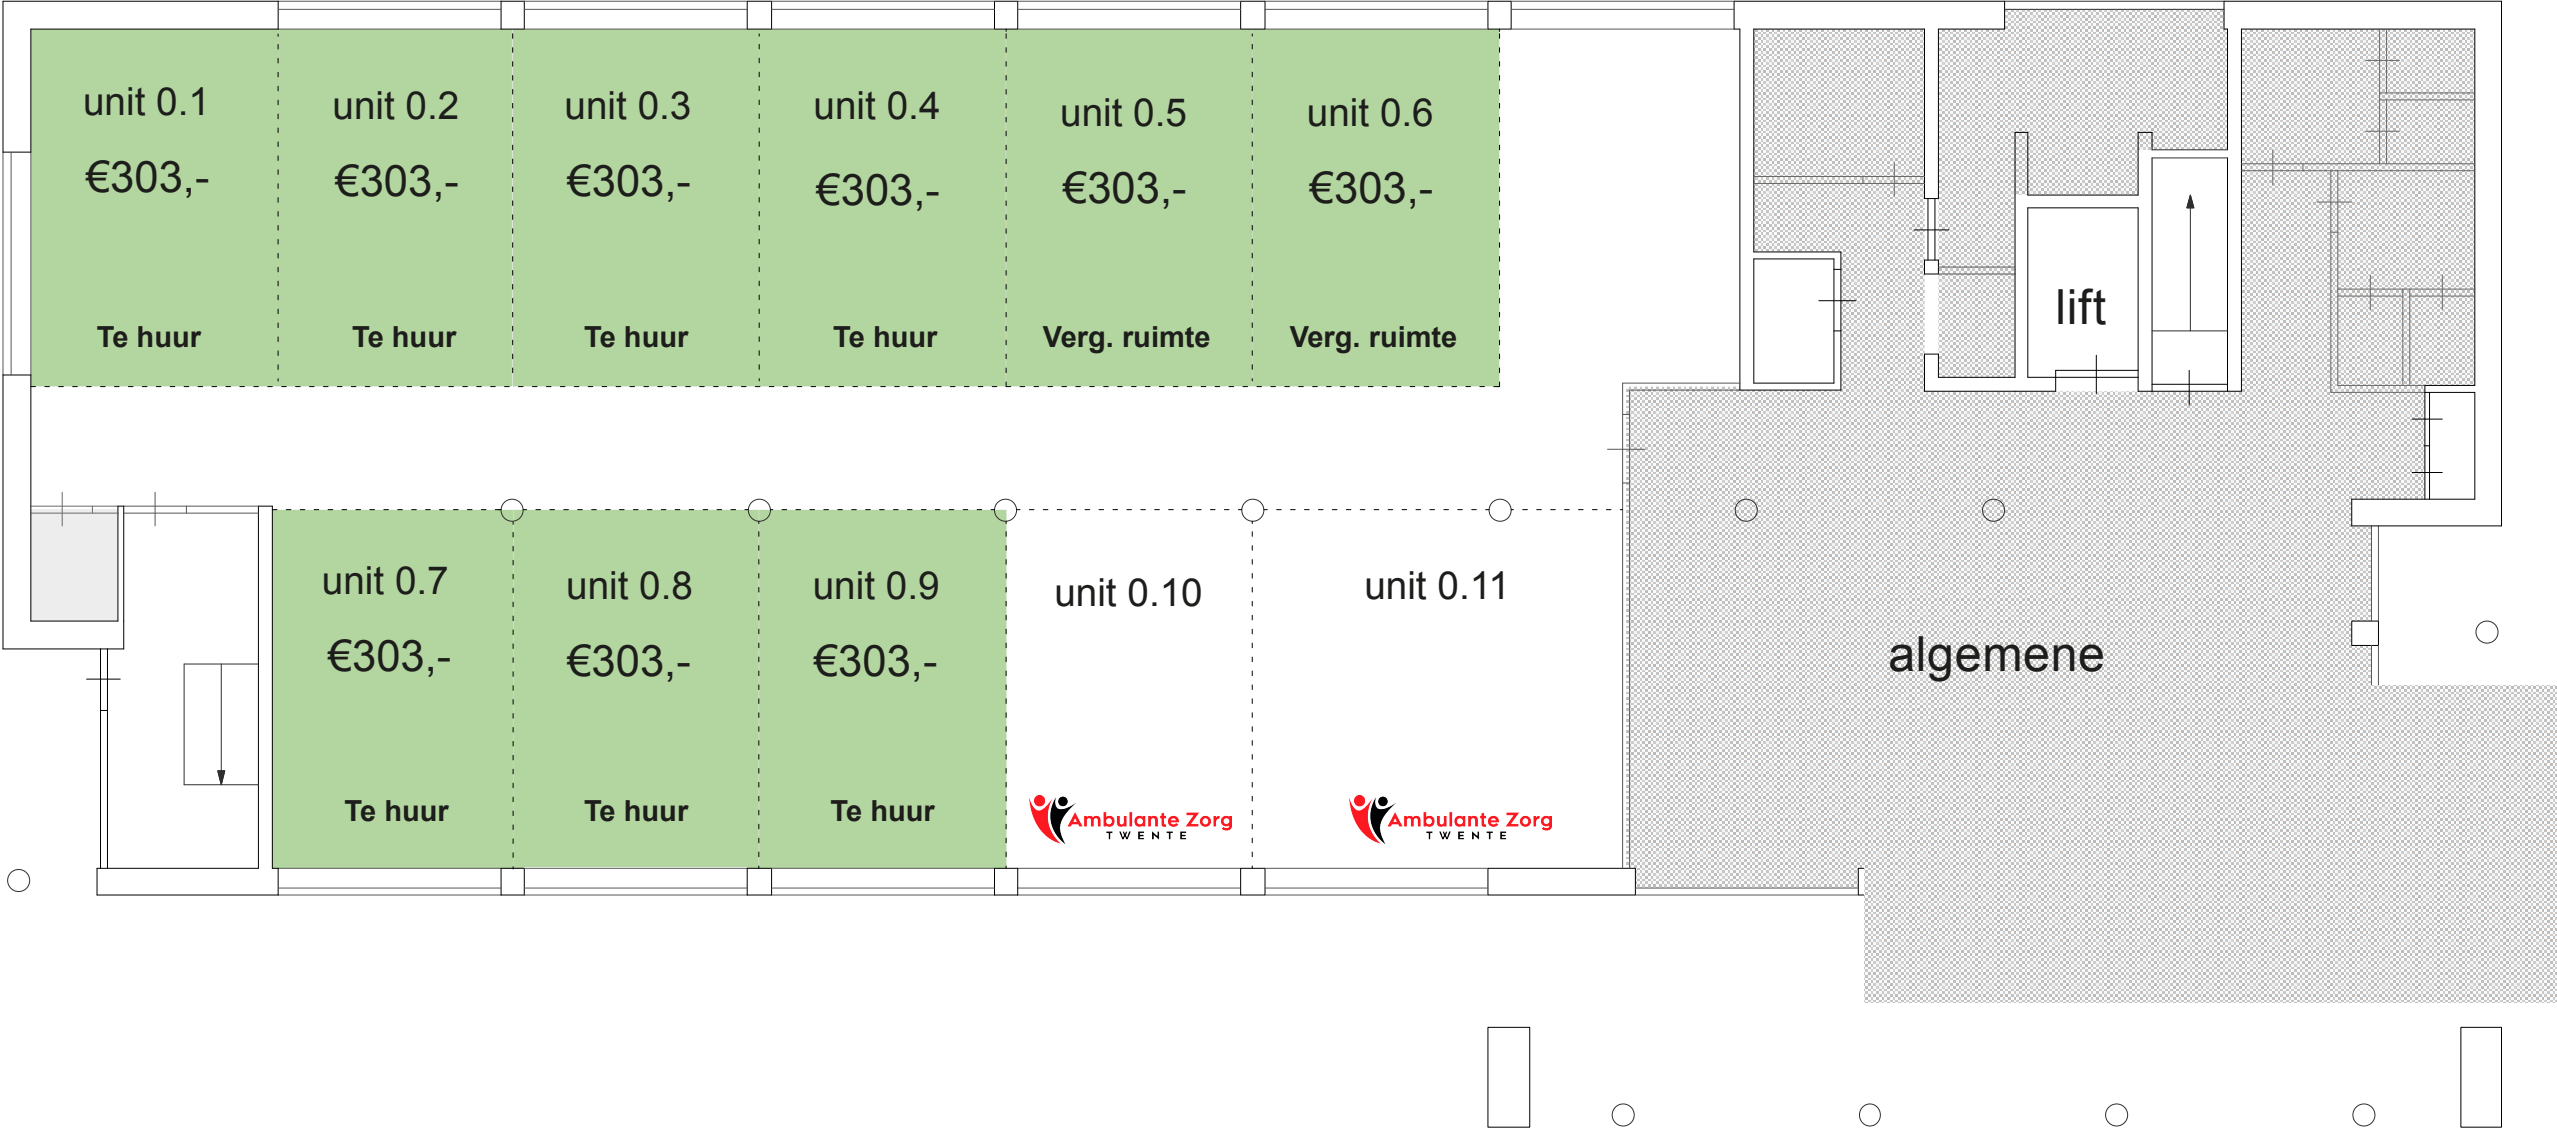 unit 0.1
€303,-
Te huur
unit 0.2
€303,-
Te huur
unit 0.3
€303,-
Te huur
unit 0.4
€303,-
Te huur
unit 0.5
€303,-
Verg. ruimte
unit 0.6
€303,-
Verg. ruimte
lift
unit 0.7
€303,-
Te huur
unit 0.8
€303,-
Te huur
unit 0.9
€303,-
Te huur
unit 0.10
Ambulante Zorg
TWENTE
unit 0.11
Ambulante Zorg
TWENTE
algemene